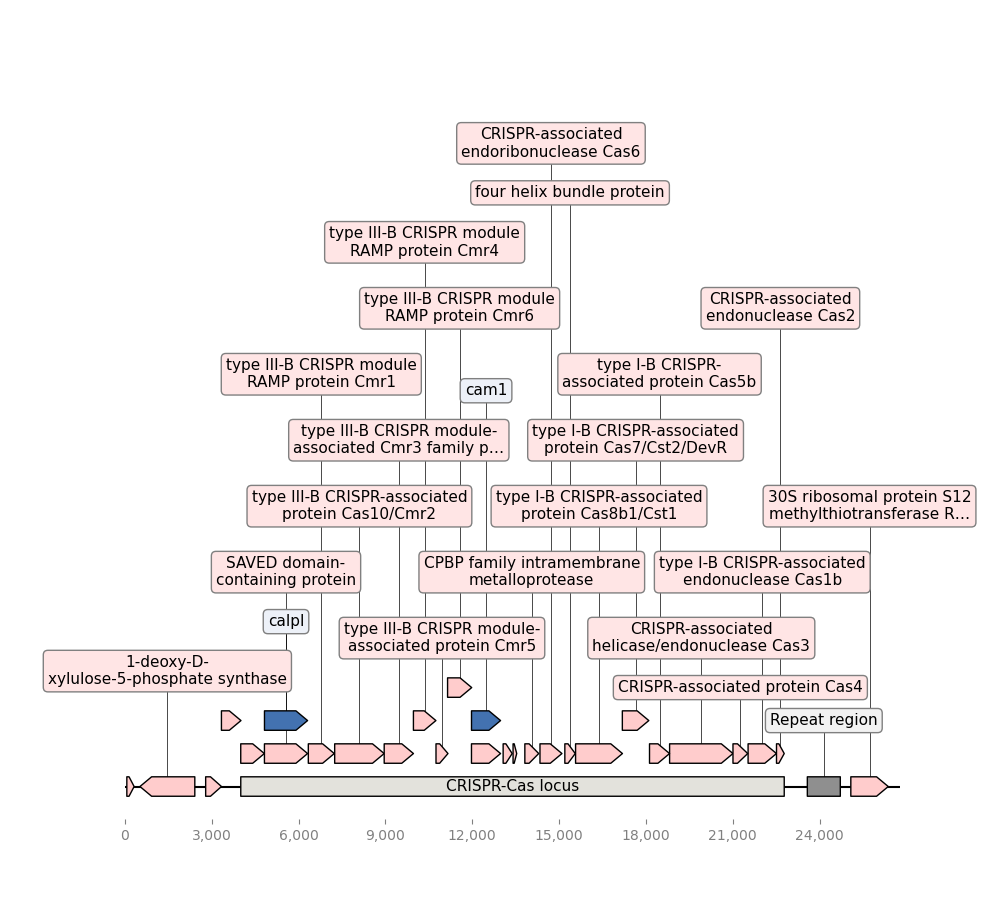 CRISPR-associated
endoribonuclease Cas6
four helix bundle protein
type III-B CRISPR module
RAMP protein Cmr4
type III-B CRISPR module
RAMP protein Cmr6
CRISPR-associated
endonuclease Cas2
type III-B CRISPR module
RAMP protein Cmr1
type I-B CRISPR-
associated protein Cas5b
cam1
type III-B CRISPR module-
associated Cmr3 family p...
type I-B CRISPR-associated
protein Cas7/Cst2/DevR
type III-B CRISPR-associated
protein Cas10/Cmr2
type I-B CRISPR-associated
protein Cas8b1/Cst1
30S ribosomal protein S12
methylthiotransferase R...
SAVED domain-
containing protein
CPBP family intramembrane
metalloprotease
type I-B CRISPR-associated
endonuclease Cas1b
calpl
type III-B CRISPR module-
associated protein Cmr5
CRISPR-associated
helicase/endonuclease Cas3
1-deoxy-D-
xylulose-5-phosphate synthase
CRISPR-associated protein Cas4
Repeat region
CRISPR-Cas locus
0 3,000 6,000 9,000 12,000 15,000 18,000 21,000 24,000